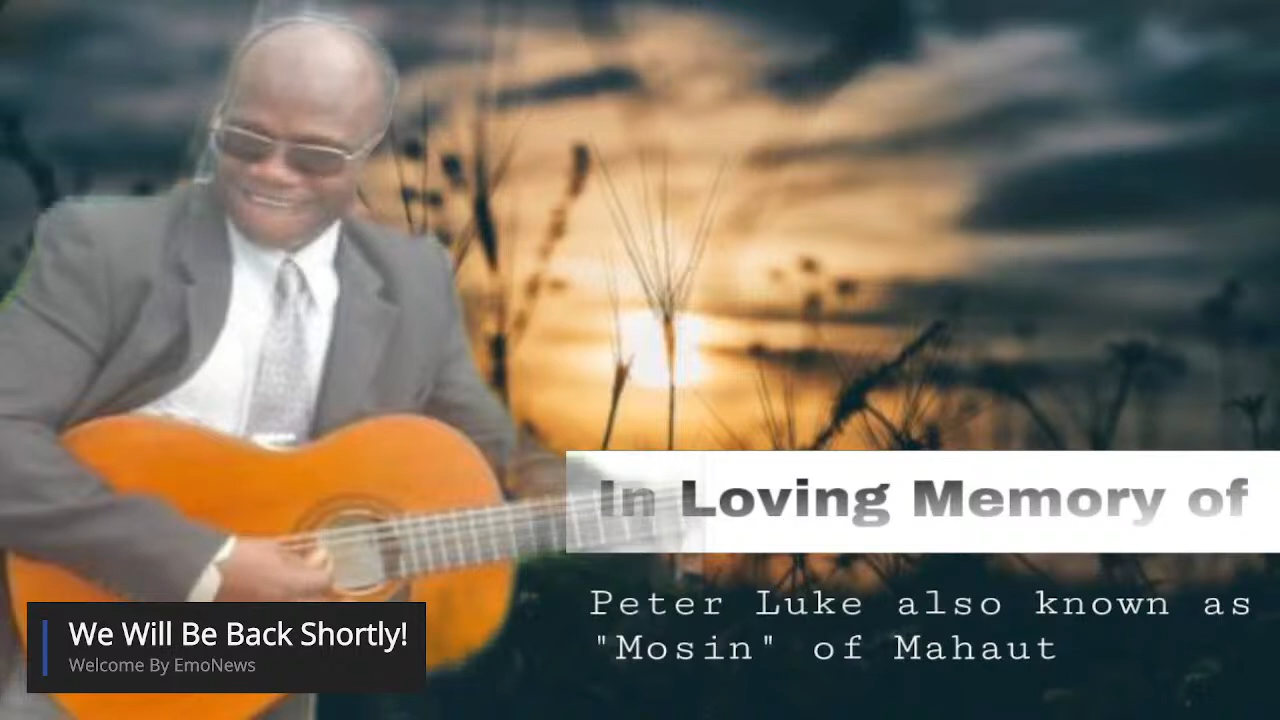 In Loving Memory of
Peter Luke also known as
"Mosin" of Mahaut
We Will Be Back Shortly!
Welcome By EmoNews